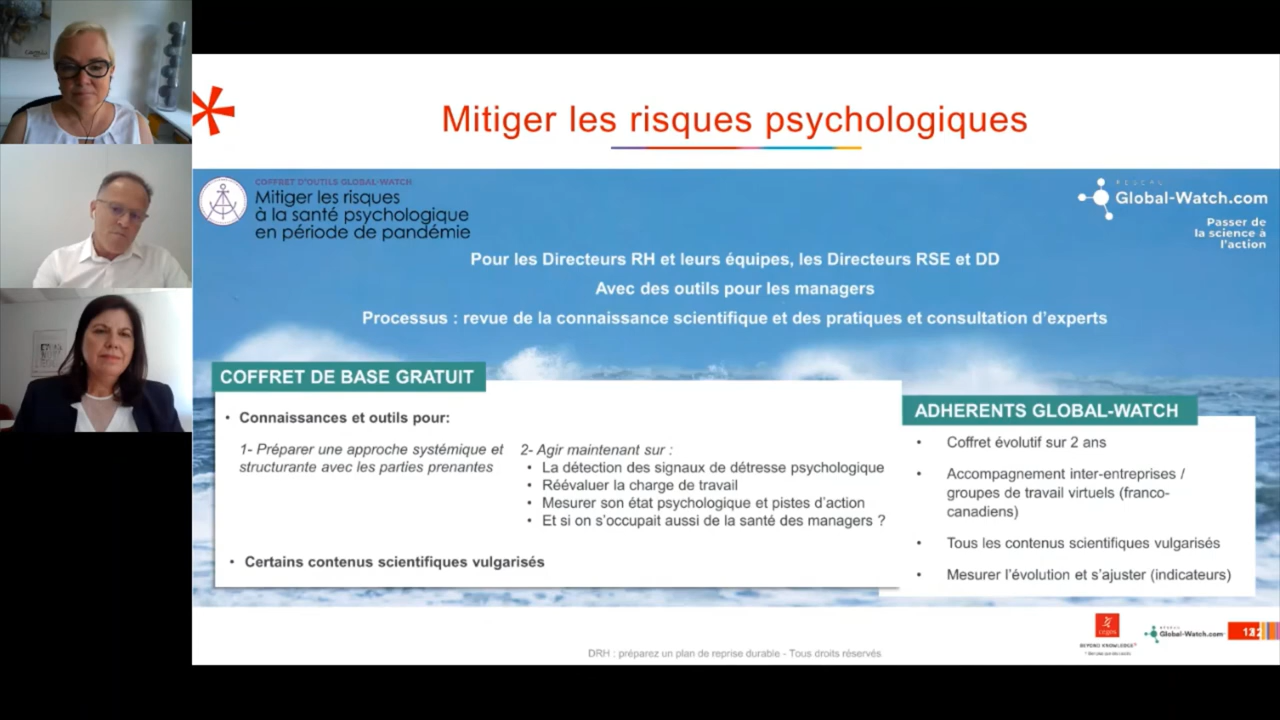 Mitiger les risques psychologiques
COFFRET D'OUTILS GLOBAL-WATCH
Mitiger les risques
à la santé psychologique
en période de pandémie
RÉSEAU
Global-Watch.com
Passer de
la science à
l'action
Pour les Directeurs RH et leurs équipes, les Directeurs RSE et DD
Avec des outils pour les managers
Processus : revue de la connaissance scientifique et des pratiques et consultation d'experts
COFFRET DE BASE GRATUIT
• Connaissances et outils pour:
1- Préparer une approche systémique et
structurante avec les parties prenantes
2- Agir maintenant sur :
• La détection des signaux de détresse psychologique
• Réévaluer la charge de travail
• Mesurer son état psychologique et pistes d'action
• Et si on s'occupait aussi de la santé des managers ?
• Certains contenus scientifiques vulgarisés
ADHERENTS GLOBAL-WATCH
• Coffret évolutif sur 2 ans
• Accompagnement inter-entreprises /
groupes de travail virtuels (franco-
canadiens)
• Tous les contenus scientifiques vulgarisés
• Mesurer l'évolution et s'ajuster (indicateurs)
cegos
BEYOND KNOWLEDGE*
RÉSEAU
Global-Watch.com
DRH : préparez un plan de reprise durable - Tous droits réservés